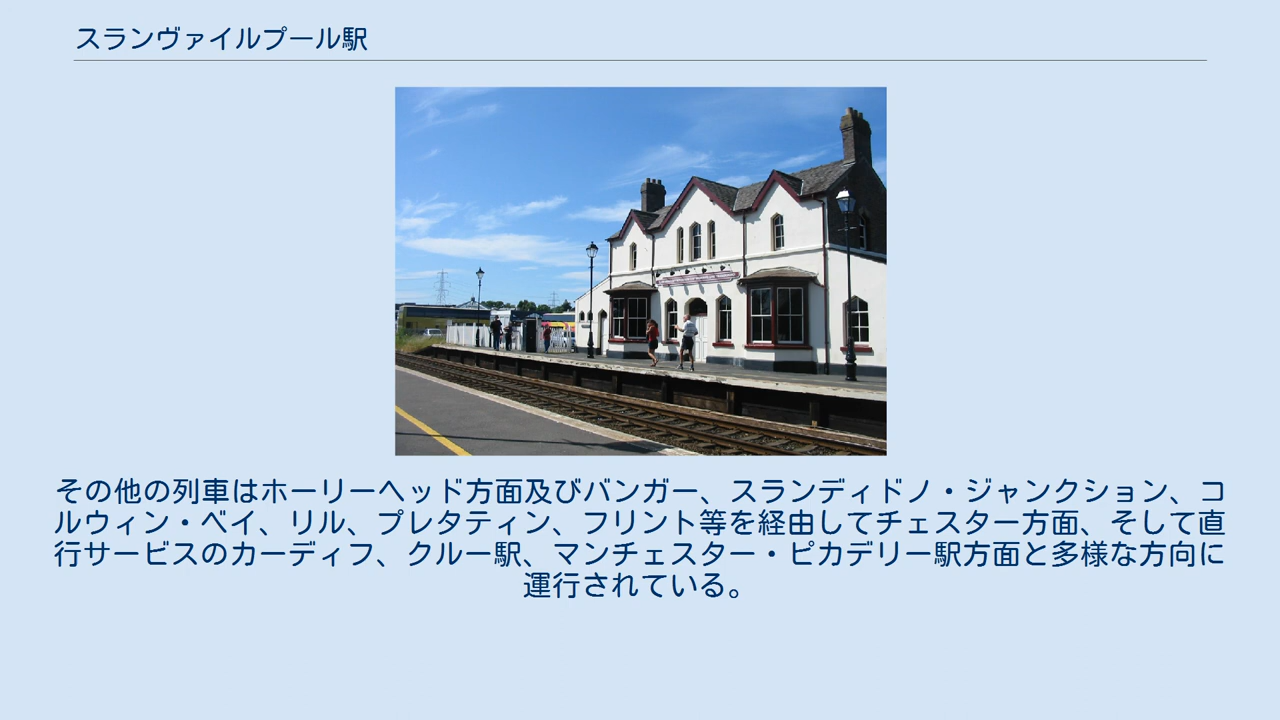 スランヴァイルプール駅
その他の列車はホーリーヘッド方面及びバンガー、スランディドノ・ジャンクション、コ
ルウィン・ベイ、リル、プレタティン、フリント等を経由してチェスター方面、そして直
行サービスのカーディフ、クルー駅、マンチェスター・ピカデリー駅方面と多様な方向に
運行されている。